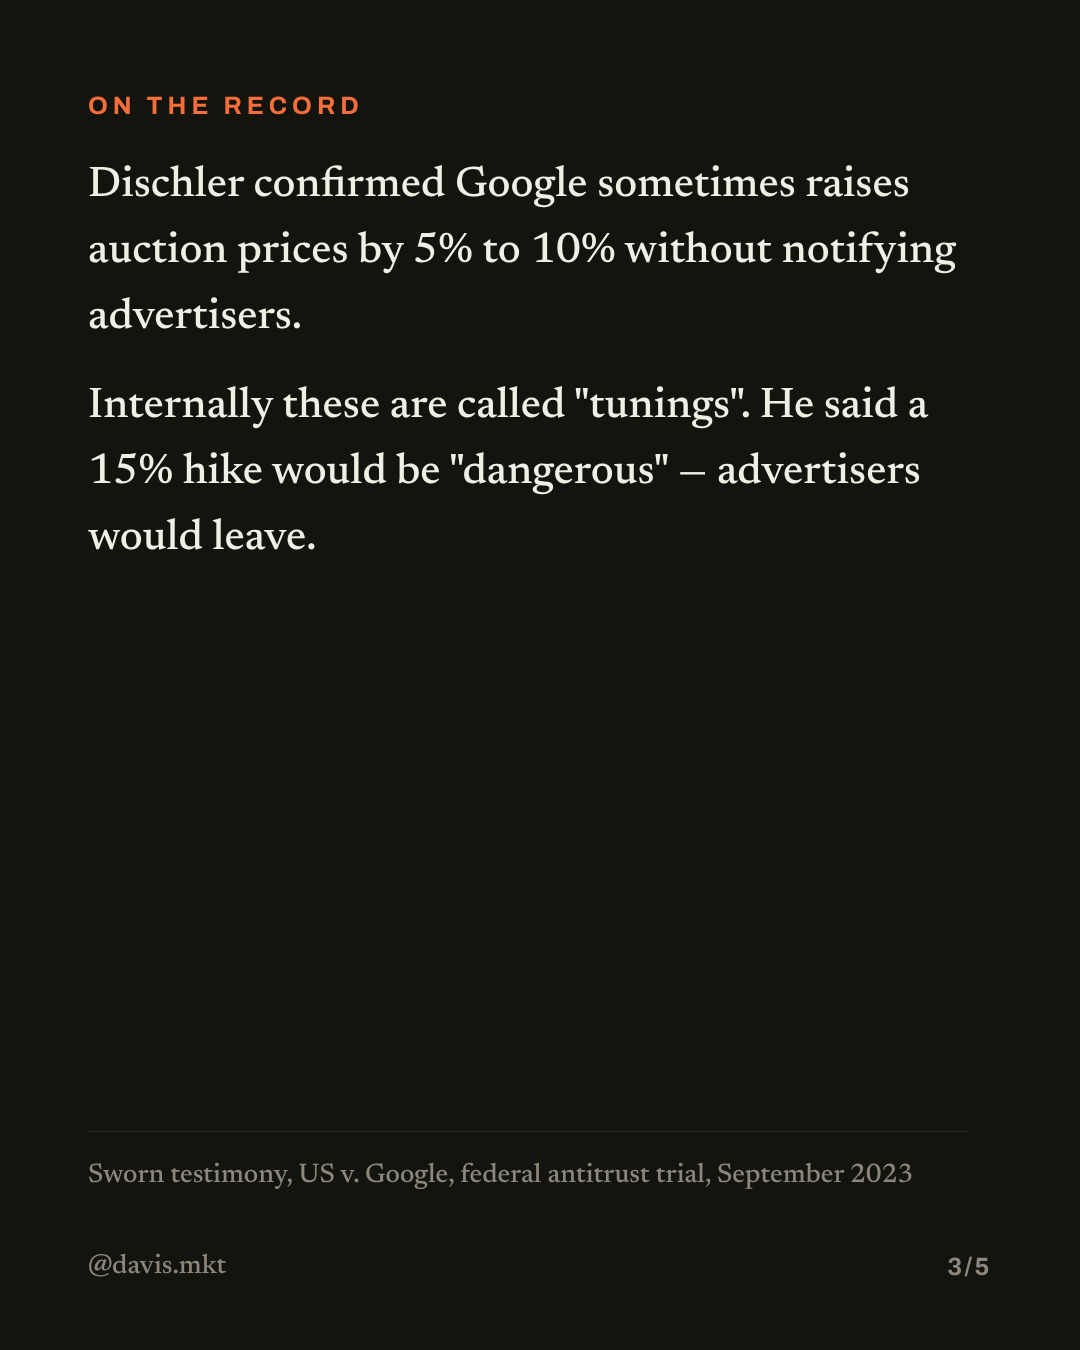 ON THE RECORD
Dischler confirmed Google sometimes raises
auction prices by 5% to 10% without notifying
advertisers.
Internally these are called "tunings". He said a
15% hike would be "dangerous" — advertisers
would leave.
Sworn testimony, US v. Google, federal antitrust trial, September 2023
@davis.mkt
3/5